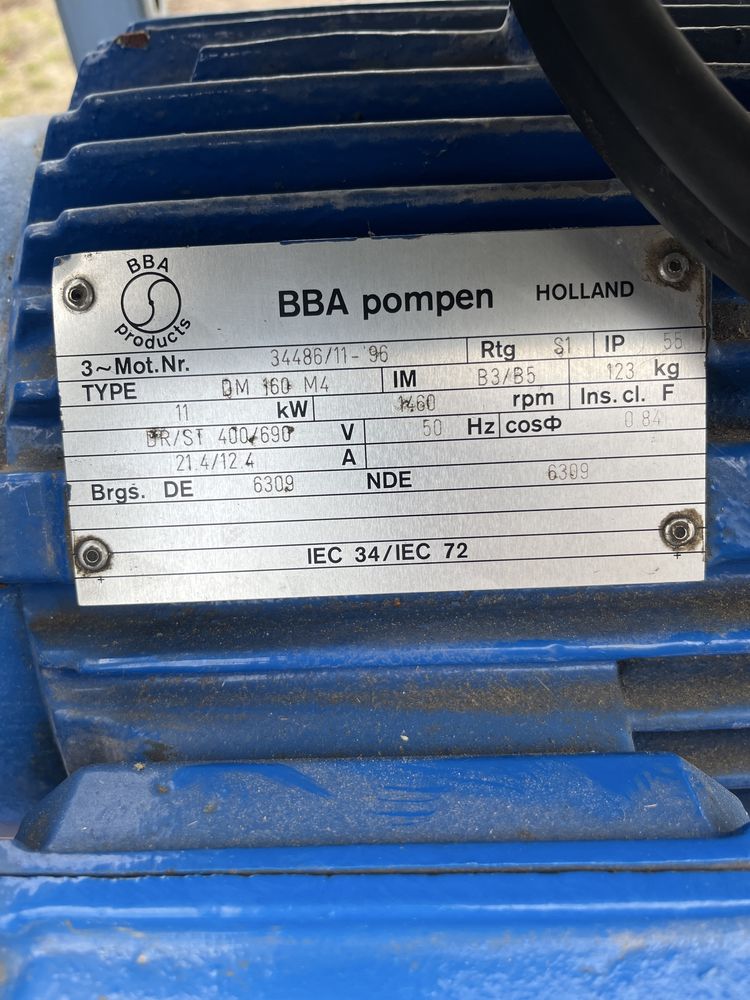 BBA
products
BBA pompen HOLLAND
3~Mot.Nr. 34486/11-96 Rtg S1 IP 55
TYPE DM 160 M4 IM B3/B5 123 kg
11 kW 1460 rpm Ins.cl. F
DR/ST 400/690 V 50 Hz cosΦ 0.84
21.4/12.4 A
Brgs. DE 6309 NDE 6309
IEC 34/IEC 72